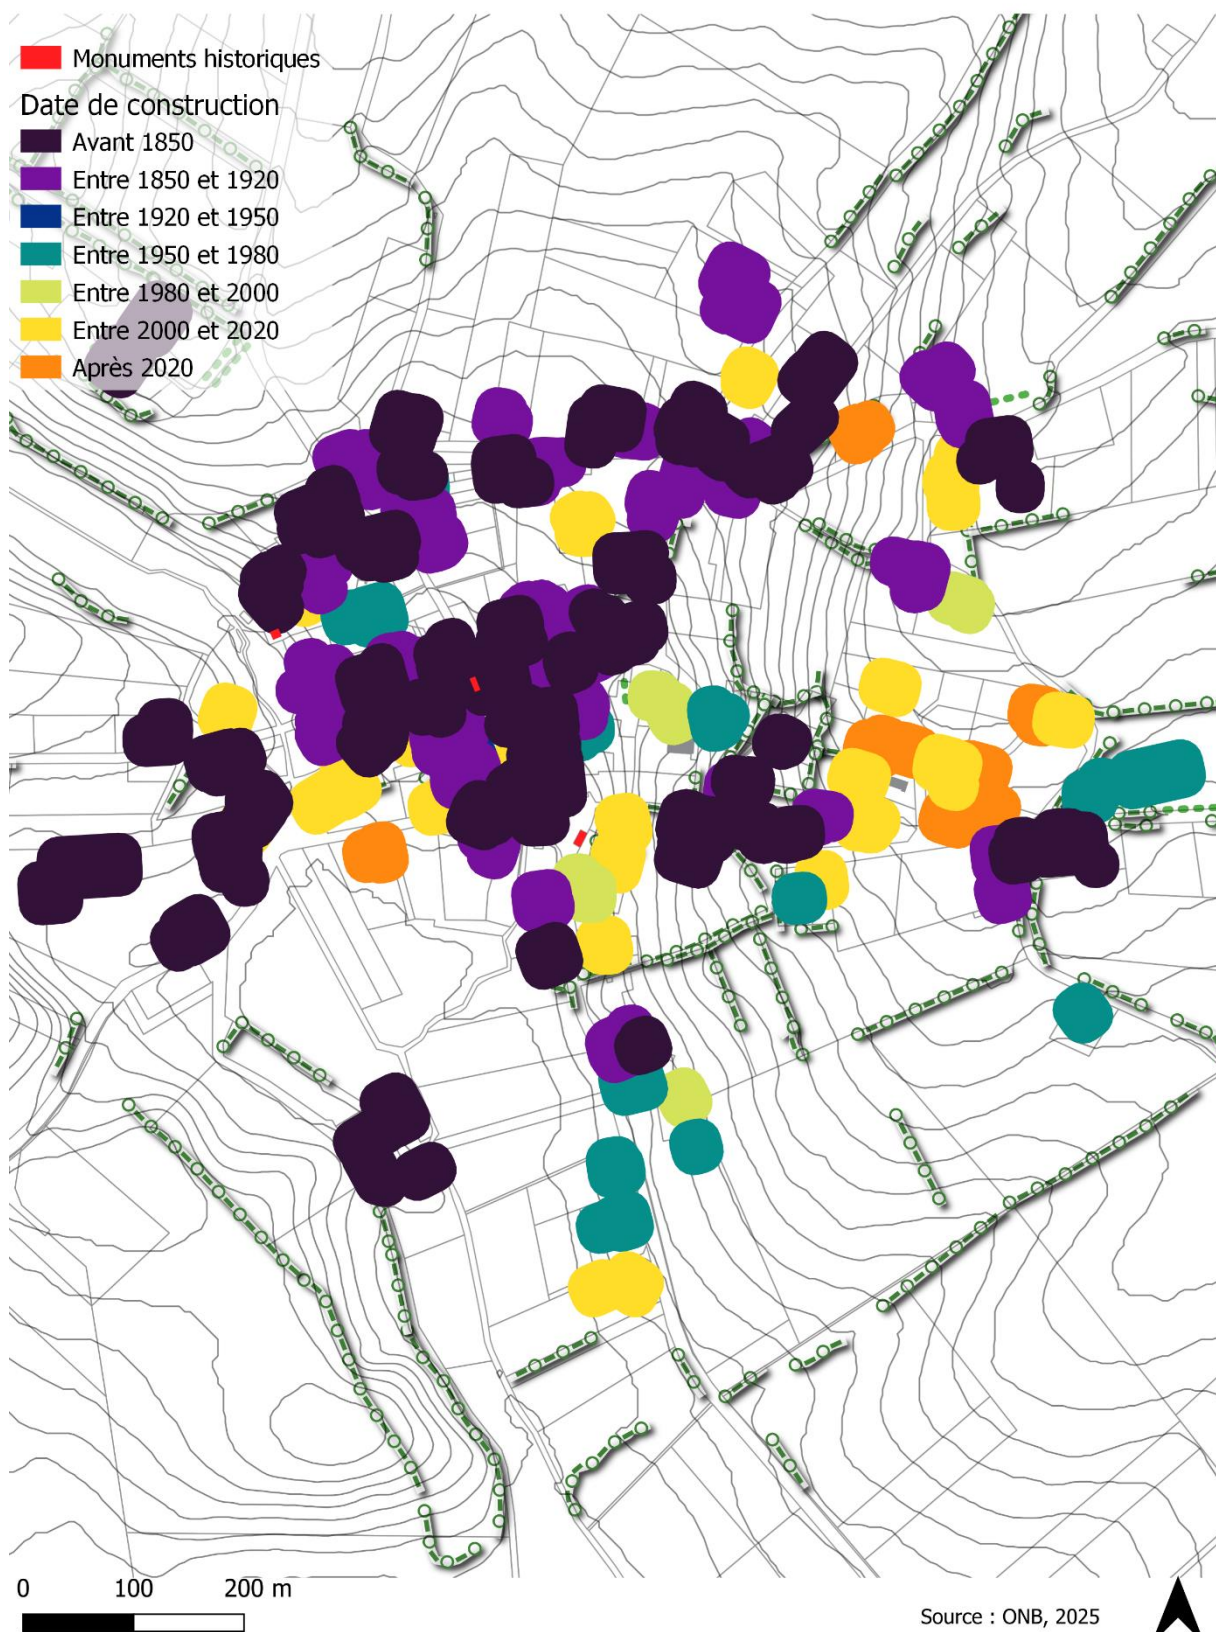 Monuments historiques
Date de construction
Avant 1850
Entre 1850 et 1920
Entre 1920 et 1950
Entre 1950 et 1980
Entre 1980 et 2000
Entre 2000 et 2020
Après 2020
0 100 200 m
Source : ONB, 2025